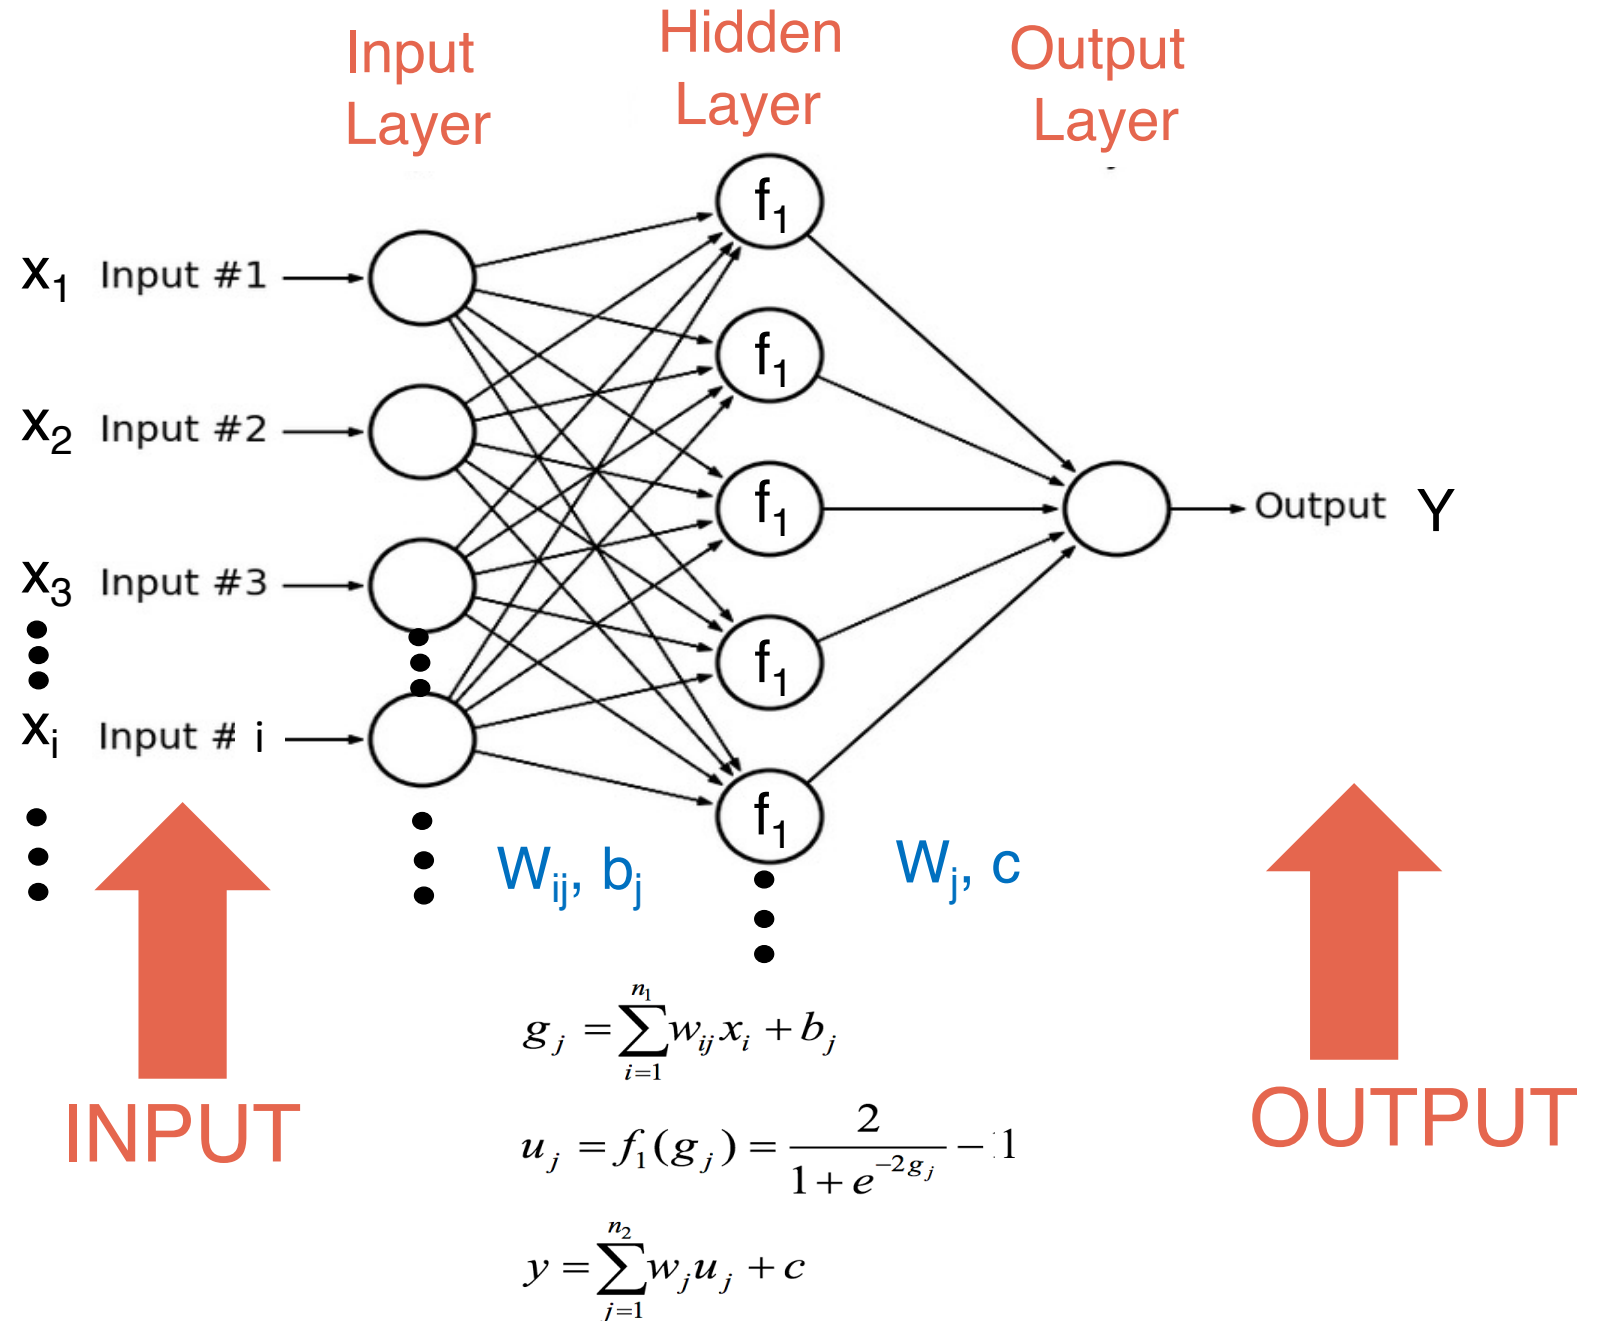 Input
Layer
Hidden
Layer
Output
Layer
x₁ Input #1
x₂ Input #2
x₃ Input #3
xᵢ Input # i
f₁
f₁
f₁
f₁
f₁
Output Y
Wᵢⱼ, bⱼ
Wⱼ, c
INPUT
OUTPUT
gⱼ = ∑_{i=1}^{n₁} wᵢⱼ xᵢ + bⱼ
uⱼ = f₁(gⱼ) = 2 / (1 + e^{-2gⱼ}) − 1
y = ∑_{j=1}^{n₂} wⱼ uⱼ + c